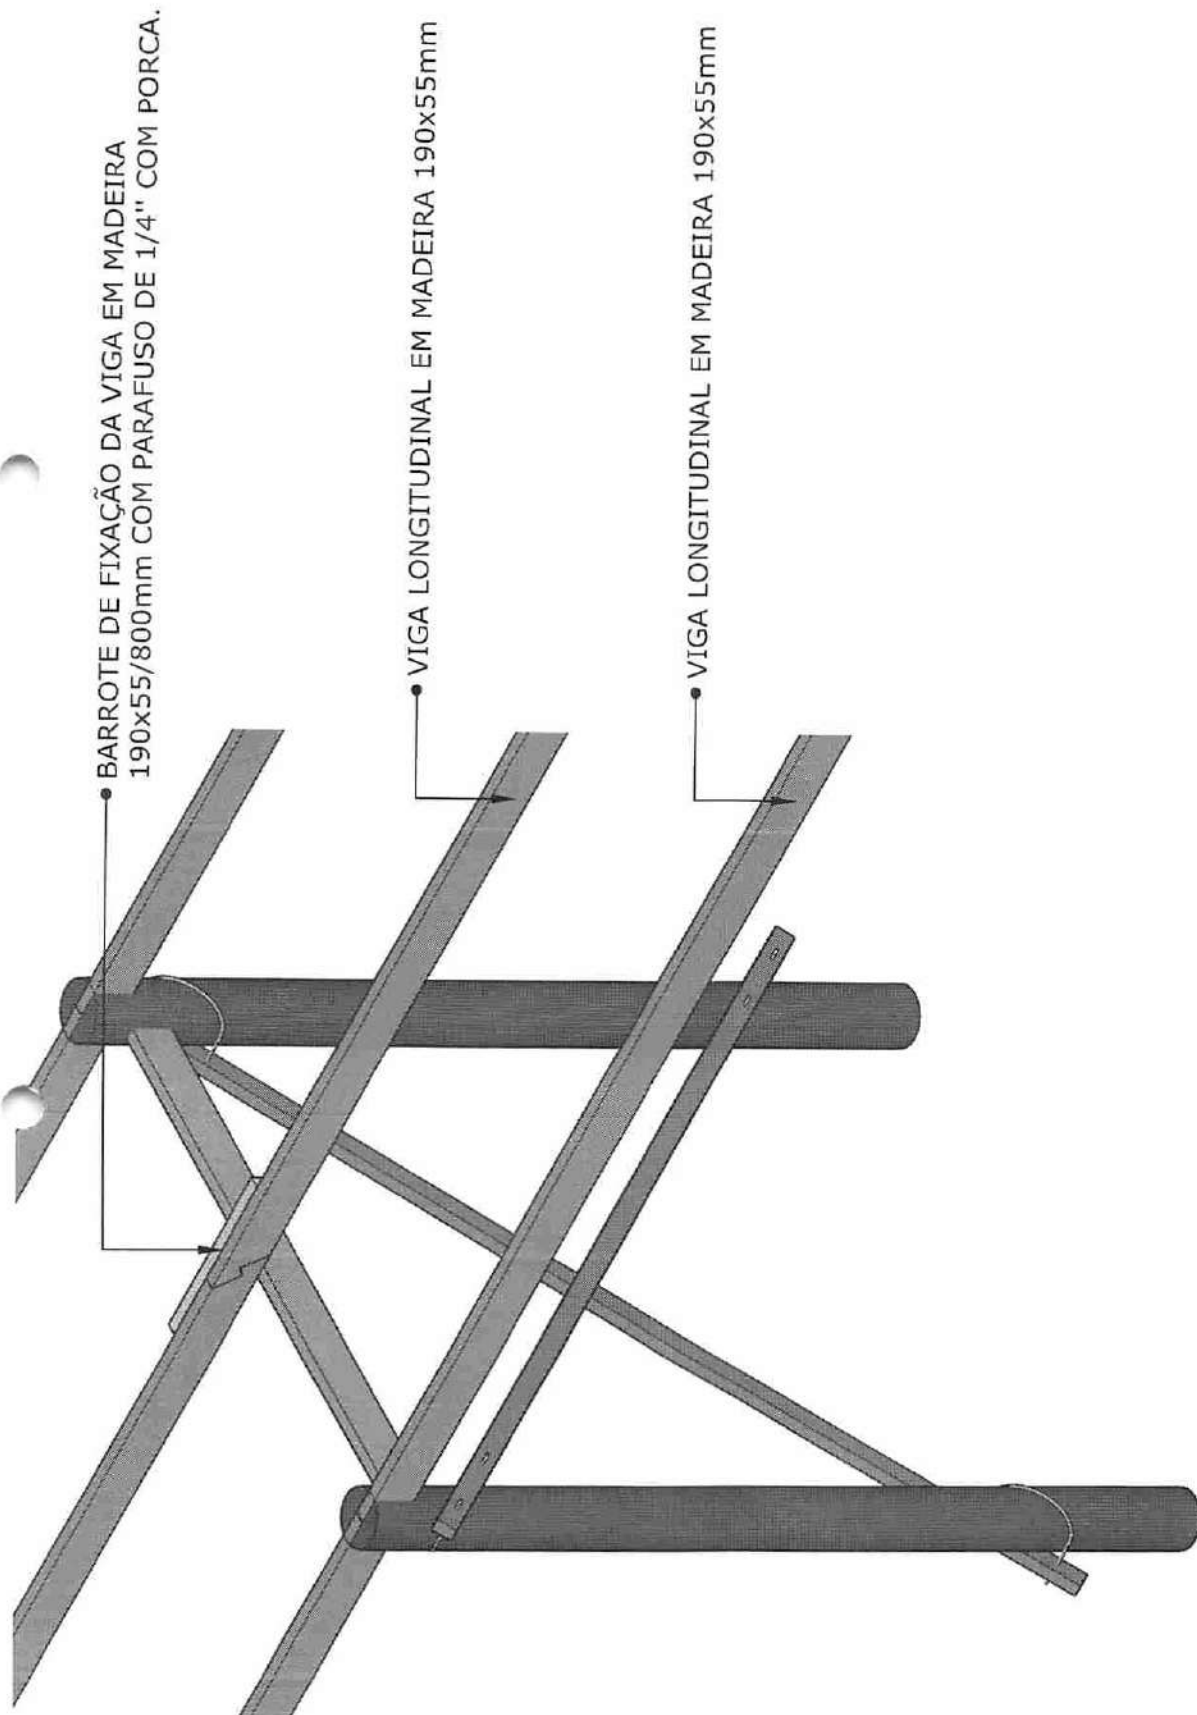 BARROTE DE FIXAÇÃO DA VIGA EM MADEIRA
190x55/800mm COM PARAFUSO DE 1/4" COM PORCA.
VIGA LONGITUDINAL EM MADEIRA 190x55mm
VIGA LONGITUDINAL EM MADEIRA 190x55mm